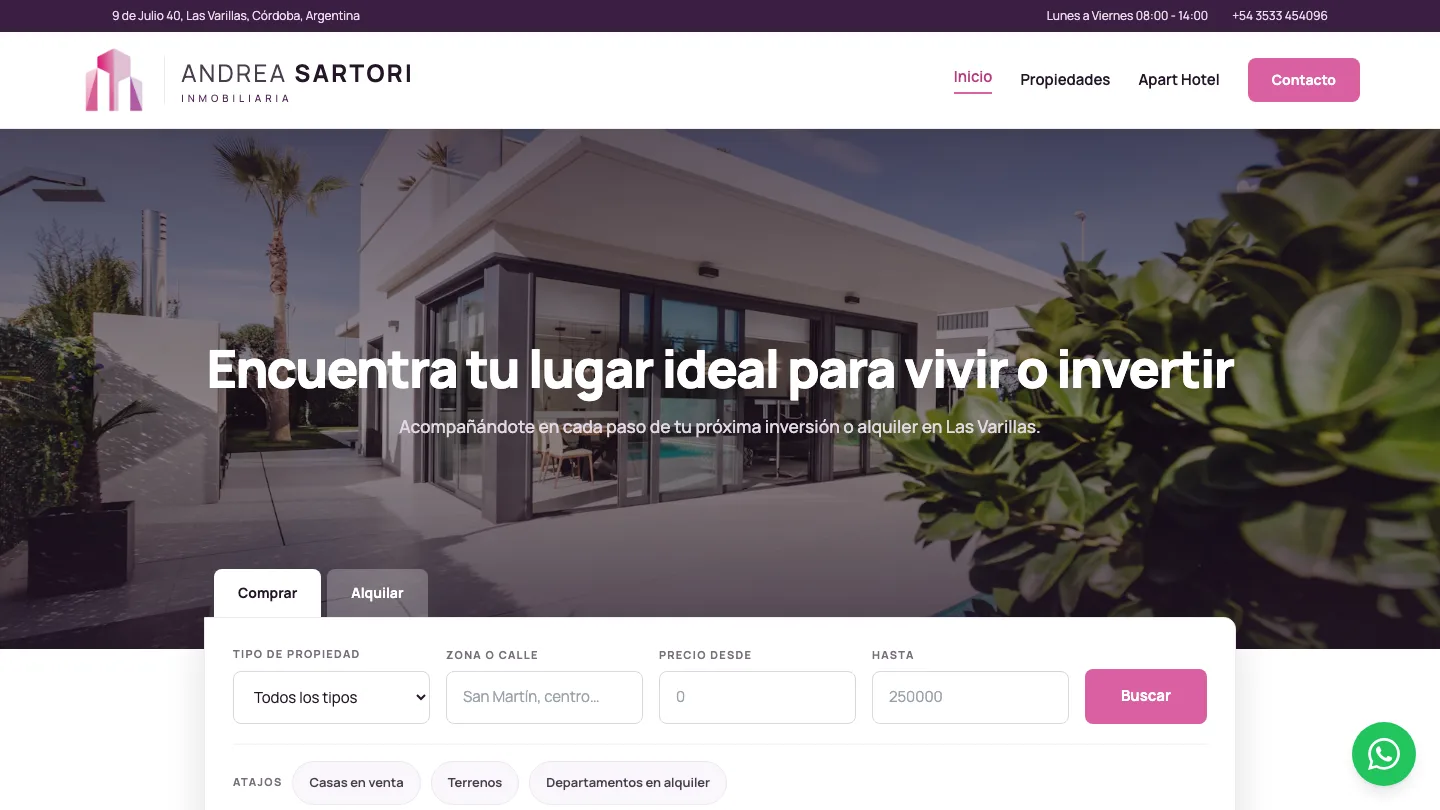 9 de Julio 40, Las Varillas, Córdoba, Argentina
Lunes a Viernes 08:00 - 14:00
+54 3533 454096
ANDREA SARTORI
INMOBILIARIA
Inicio
Propiedades
Apart Hotel
Contacto
Encuentra tu lugar ideal para vivir o invertir
Acompañándote en cada paso de tu próxima inversión o alquiler en Las Varillas.
Comprar
Alquilar
TIPO DE PROPIEDAD
ZONA O CALLE
PRECIO DESDE
HASTA
Todos los tipos
San Martín, centro...
0
250000
Buscar
ATAJOS
Casas en venta
Terrenos
Departamentos en alquiler